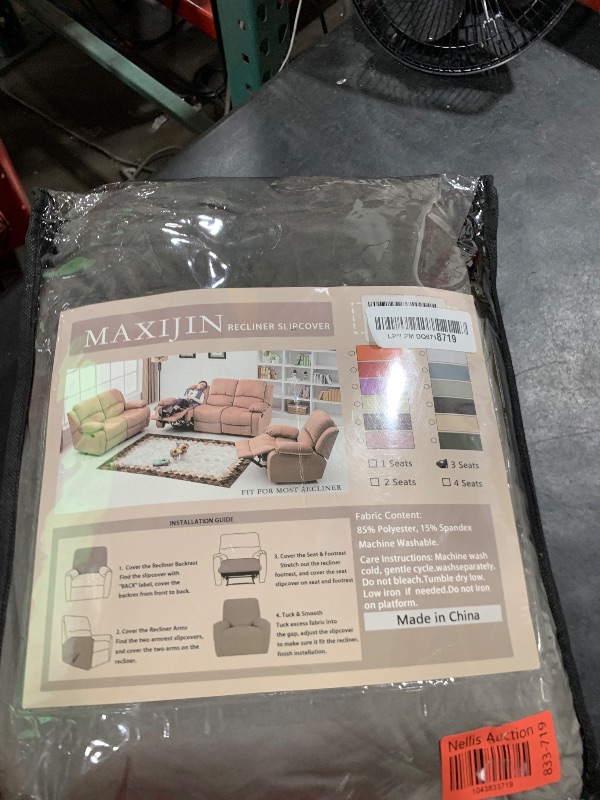 MAXIJIN RECLINER SLIPCOVER
8719
1 Seats
3 Seats
2 Seats
4 Seats
FIT FOR MOST RECLINER
INSTALLATION GUIDE
1. Cover the Recliner Backrest
Find the slipcover with
"BACK" label, cover the
backres from front to back.
2. Cover the Recliner Arms
Find the two armrest slipcovers,
and cover the two arms on the
recliner.
3. Cover the Seat & Footrest
Stretch out the recliner
footrest, and cover the seat
slipcover on seat and footrest
4. Tuck & Smooth
Tuck excess fabric into
the gap, adjust the slipcover
to make sure it fit the recliner,
finish installation.
Fabric Content:
85% Polyester, 15% Spandex
Machine Washable.
Care Instructions: Machine wash
cold, gentle cycle.washseparately.
Do not bleach.Tumble dry low.
Low iron if needed.Do not iron
on platform.
Made in China
Nellis Auction
1043833719
833-719